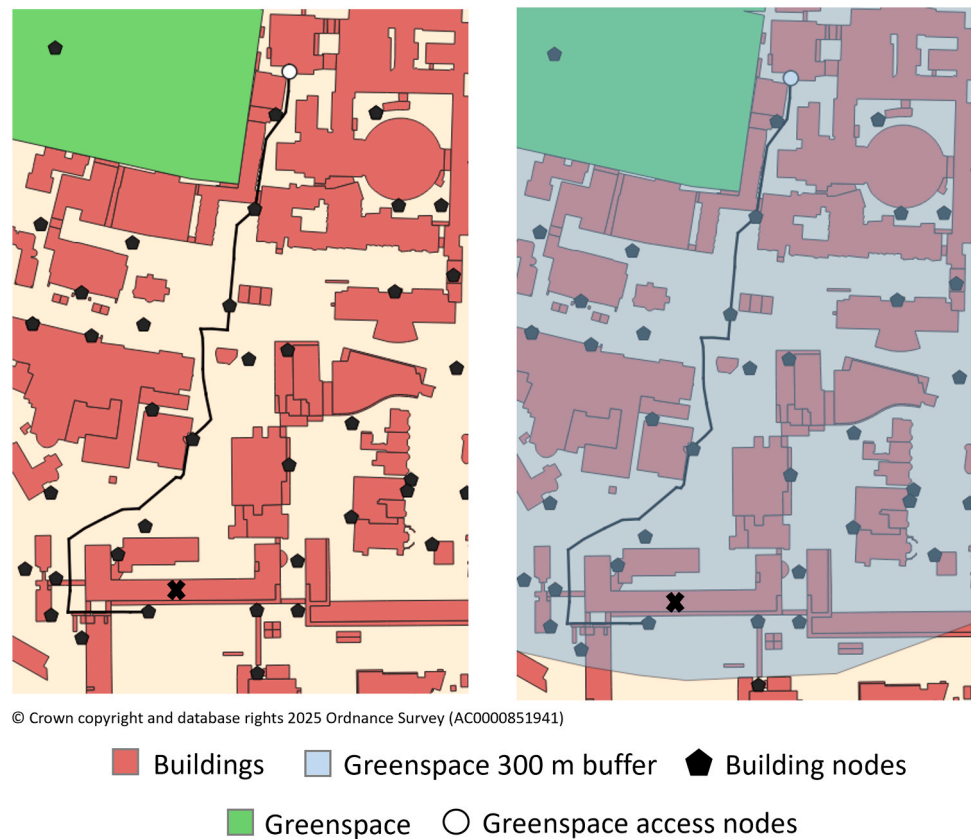 © Crown copyright and database rights 2025 Ordnance Survey (AC0000851941)
Buildings
Greenspace 300 m buffer
Building nodes
Greenspace
Greenspace access nodes